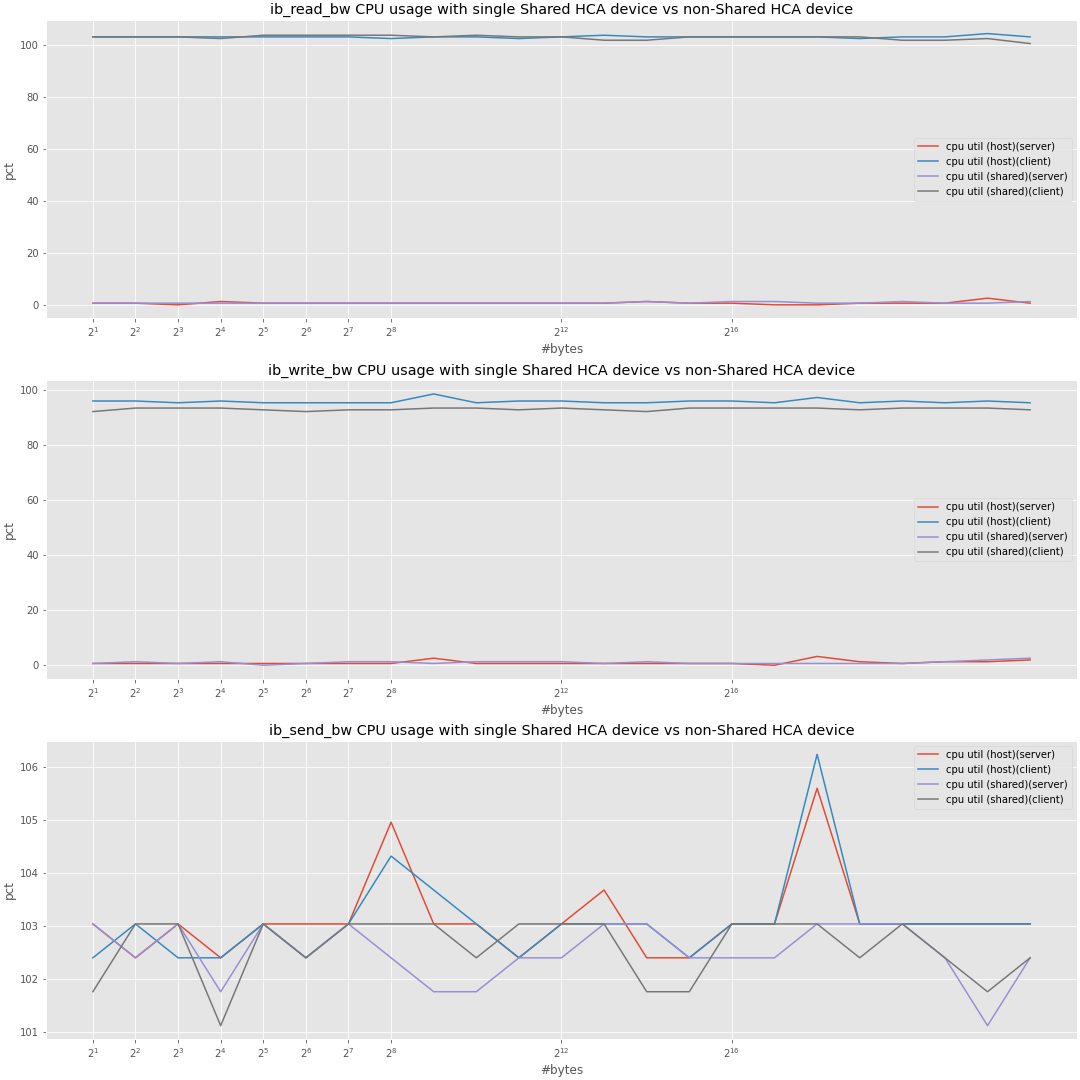 ib_read_bw CPU usage with single Shared HCA device vs non-Shared HCA device
pct
100
80
60
40
20
0
cpu util (host)(server)
cpu util (host)(client)
cpu util (shared)(server)
cpu util (shared)(client)
2^1 2^2 2^3 2^4 2^5 2^6 2^7 2^8 2^12 2^16
#bytes
ib_write_bw CPU usage with single Shared HCA device vs non-Shared HCA device
pct
100
80
60
40
20
0
cpu util (host)(server)
cpu util (host)(client)
cpu util (shared)(server)
cpu util (shared)(client)
2^1 2^2 2^3 2^4 2^5 2^6 2^7 2^8 2^12 2^16
#bytes
ib_send_bw CPU usage with single Shared HCA device vs non-Shared HCA device
pct
106
105
104
103
102
101
cpu util (host)(server)
cpu util (host)(client)
cpu util (shared)(server)
cpu util (shared)(client)
2^1 2^2 2^3 2^4 2^5 2^6 2^7 2^8 2^12 2^16
#bytes